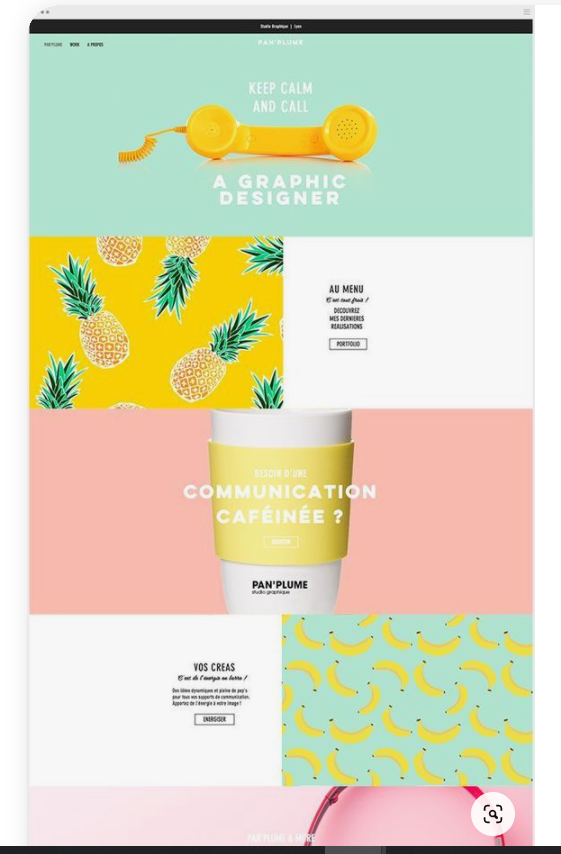 Studio Graphique | Lyon
PAN'PLUME WORK A PROPOS
PAN'PLUME
KEEP CALM
AND CALL
A GRAPHIC
DESIGNER
AU MENU
C'est tout frais !
DECOUVREZ
MES DERNIERES
REALISATIONS
PORTFOLIO
BESOIN D'UNE
COMMUNICATION
CAFÉINÉE ?
PAN'PLUME
studio graphique
VOS CREAS
C'est de l'énergie en barre !
Des idées dynamiques et pleine de pep's
pour tous vos supports de communication.
Apportez de l'énergie à votre image !
ENERGISER
PAN'PLUME & MORE